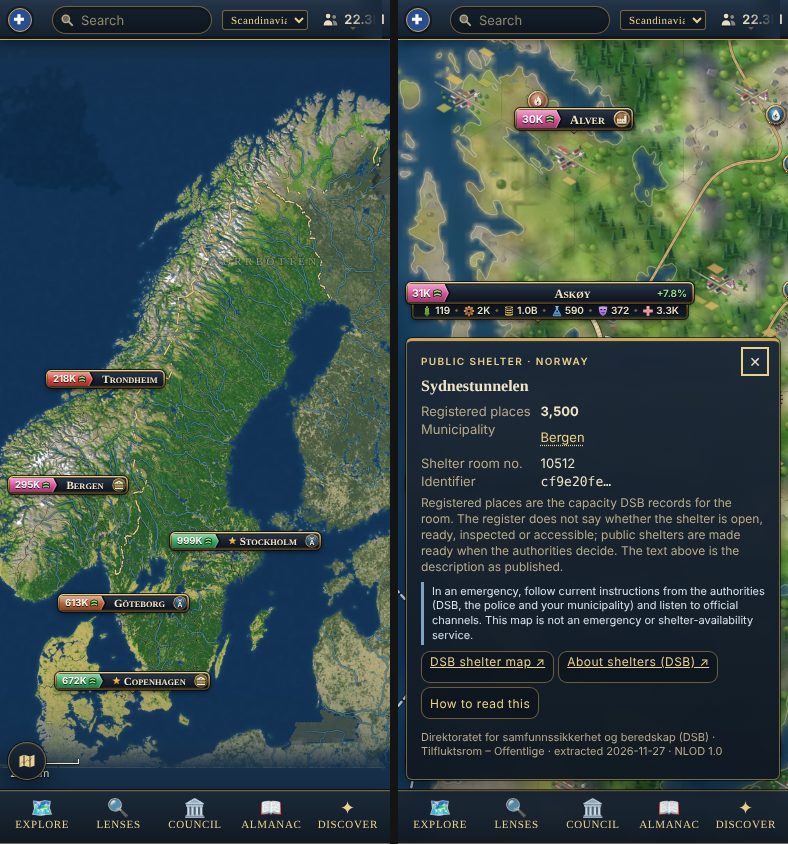 Search
Scandinavia
22.3
TRONDHEIM
218K
295K
BERGEN
999K
STOCKHOLM
613K
GÖTEBORG
672K
COPENHAGEN
EXPLORE
LENSES
COUNCIL
ALMANAC
DISCOVER
Search
Scandinavia
22.3
30K
ALVER
31K
ASKØY
+7.8%
119 • 2K • 1.0B • 590 • 372 • 3.3K
PUBLIC SHELTER · NORWAY
×
Sydnestunnelen
Registered places 3,500
Municipality
Bergen
Shelter room no. 10512
Identifier cf9e20fe…
Registered places are the capacity DSB records for the
room. The register does not say whether the shelter is open,
ready, inspected or accessible; public shelters are made
ready when the authorities decide. The text above is the
description as published.
In an emergency, follow current instructions from the authorities
(DSB, the police and your municipality) and listen to official
channels. This map is not an emergency or shelter-availability
service.
DSB shelter map ↗
About shelters (DSB) ↗
How to read this
Direktoratet for samfunnssikkerhet og beredskap (DSB) ·
Tilfluktsrom – Offentlige · extracted 2026-11-27 · NLOD 1.0
EXPLORE
LENSES
COUNCIL
ALMANAC
DISCOVER